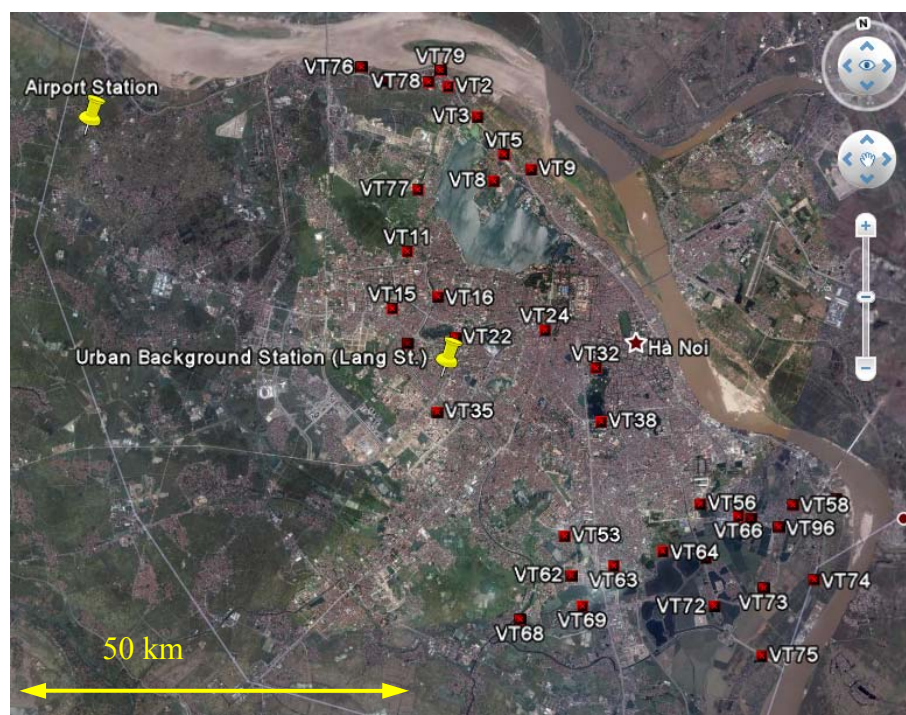 N
VT79
VT76
VT78
VT2
Airport Station
VT3
VT5
VT9
VT8
VT77
VT11
VT16
VT15
VT24
VT22
Hà Noi
Urban Background Station (Lang St.)
VT32
VT35
VT38
VT56
VT58
VT66
VT96
VT53
VT64
VT62
VT63
VT74
VT73
VT72
VT69
VT68
50 km
VT75